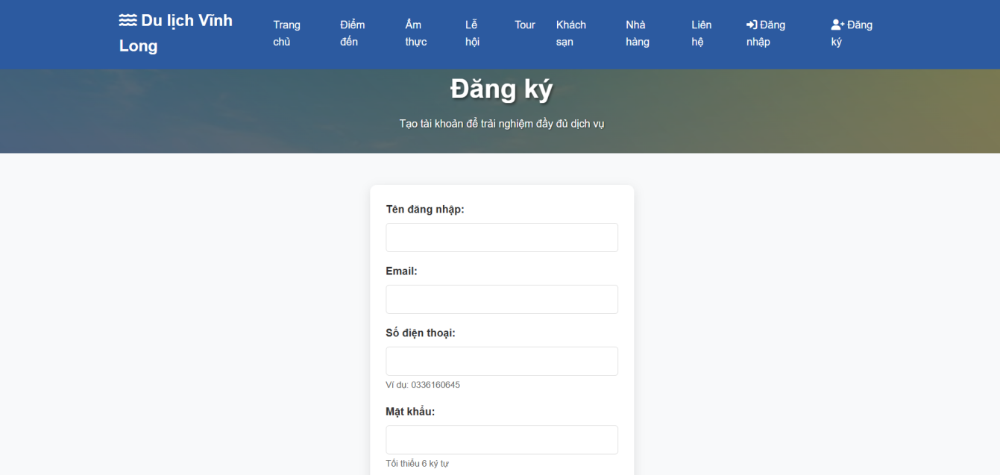 Du lịch Vĩnh Long
Trang chủ
Điểm đến
Ẩm thực
Lễ hội
Tour
Khách sạn
Nhà hàng
Liên hệ
Đăng nhập
Đăng ký
Đăng ký
Tạo tài khoản để trải nghiệm đầy đủ dịch vụ
Tên đăng nhập:
Email:
Số điện thoại:
Ví dụ: 0336160645
Mật khẩu:
Tối thiểu 6 ký tự